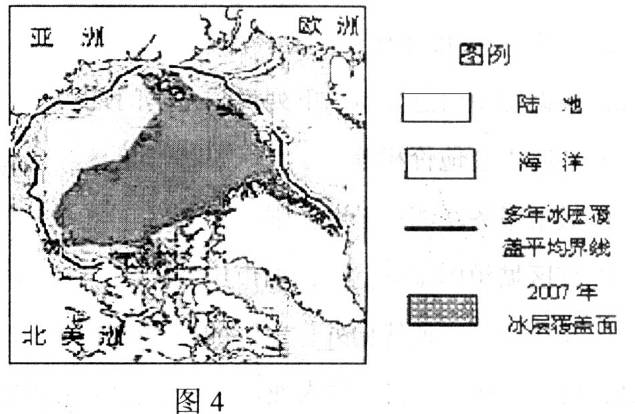 亚洲
欧洲
北美洲
图例
陆地
海洋
多年冰层覆
盖平均界线
2007年
冰层覆盖面
图4